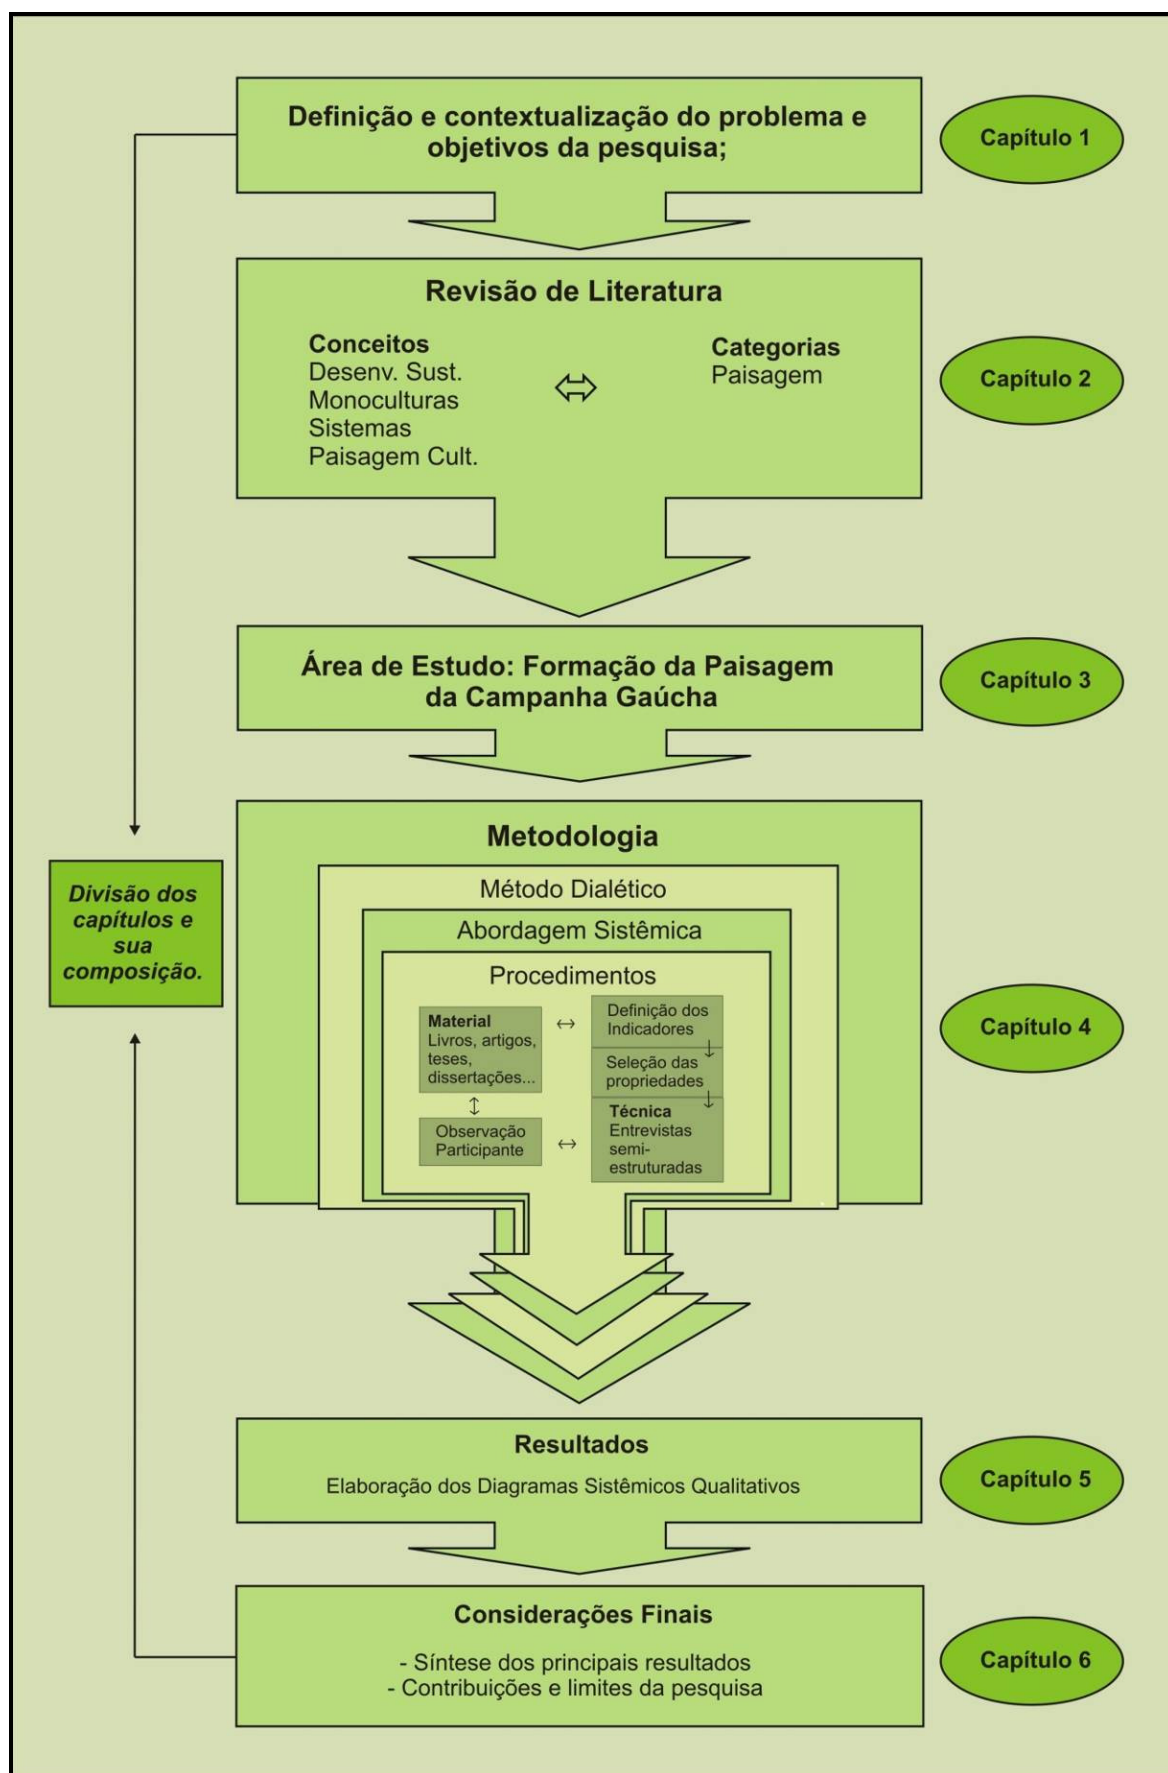 Definição e contextualização do problema e
objetivos da pesquisa;
Capítulo 1
Revisão de Literatura
Conceitos
Desenv. Sust.
Monoculturas
Sistemas
Paisagem Cult.
Categorias
Paisagem
Capítulo 2
Área de Estudo: Formação da Paisagem
da Campanha Gaúcha
Capítulo 3
Divisão dos
capítulos e
sua
composição.
Metodologia
Método Dialético
Abordagem Sistêmica
Procedimentos
Material
Livros, artigos,
teses,
dissertações...
Definição dos
Indicadores
Seleção das
propriedades
Observação
Participante
Técnica
Entrevistas
semi-
estruturadas
Capítulo 4
Resultados
Elaboração dos Diagramas Sistêmicos Qualitativos
Capítulo 5
Considerações Finais
- Síntese dos principais resultados
- Contribuições e limites da pesquisa
Capítulo 6